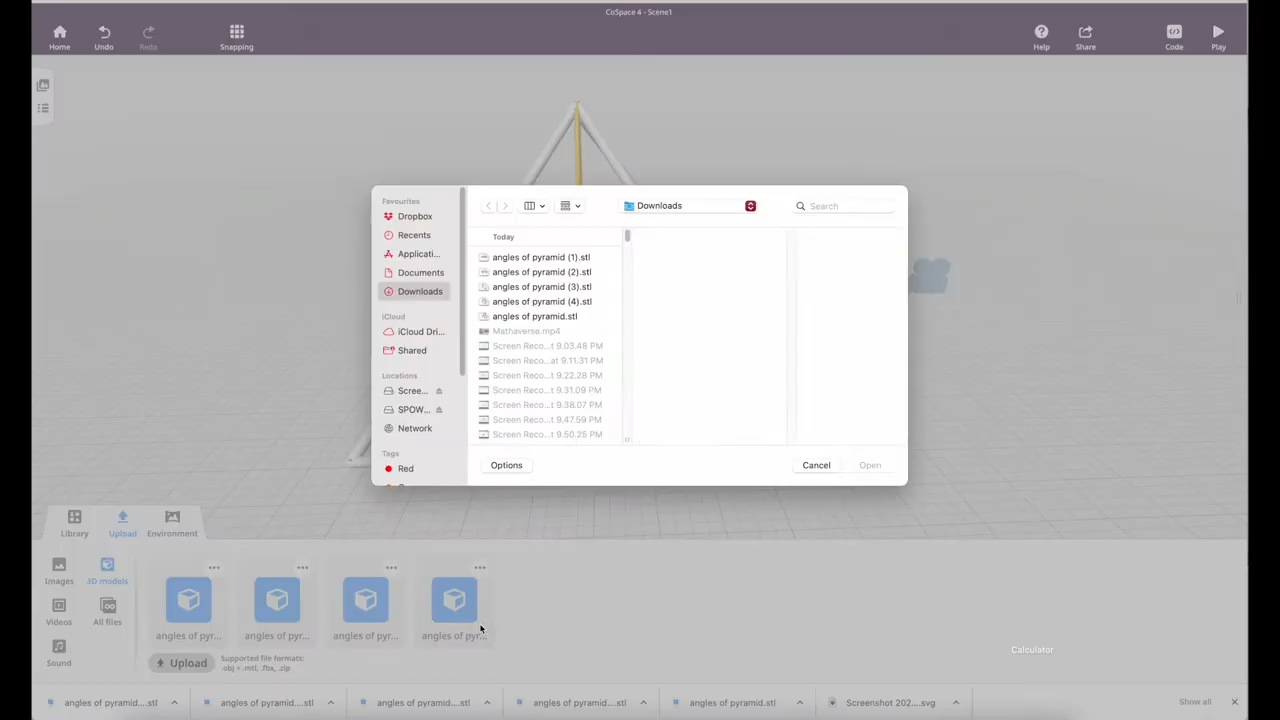 CoSpace 4 - Scene1
Home
Undo
Redo
Snapping
Help
Share
Code
Play
Favourites
Dropbox
Recents
Applicati...
Documents
Downloads
iCloud
iCloud Dri...
Shared
Locations
Scree...
SPOW...
Network
Tags
Red
Downloads
Search
Today
angles of pyramid (1).stl
angles of pyramid (2).stl
angles of pyramid (3).stl
angles of pyramid (4).stl
angles of pyramid.stl
Mathaverse.mp4
Screen Reco...t 9.03.48 PM
Screen Reco...at 9.11.31 PM
Screen Reco...t 9.22.28 PM
Screen Reco...t 9.31.09 PM
Screen Reco...t 9.38.07 PM
Screen Reco...t 9.47.59 PM
Screen Reco...t 9.50.25 PM
Options
Cancel
Open
Library
Upload
Environment
Images
3D models
Videos
All files
Sound
angles of pyr...
angles of pyr...
angles of pyr...
angles of pyr...
Upload
Supported file formats:
.obj + .mtl, .fbx, .zip
Calculator
angles of pyramid....stl
angles of pyramid....stl
angles of pyramid....stl
angles of pyramid....stl
angles of pyramid.stl
Screenshot 202....svg
Show all